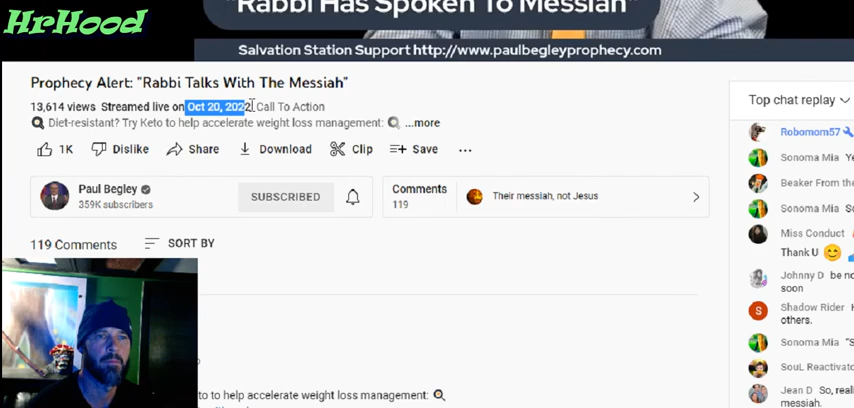 HrHood
"Rabbi Has Spoken To Messiah"
Salvation Station Support http://www.paulbegleyprophecy.com
Prophecy Alert: "Rabbi Talks With The Messiah"
13,614 views Streamed live on Oct 20, 2022 Call To Action
Diet-resistant? Try Keto to help accelerate weight loss management: ...more
1K Dislike Share Download Clip Save ...
Paul Begley
359K subscribers
SUBSCRIBED
Comments
119
Their messiah, not Jesus
119 Comments SORT BY
to to help accelerate weight loss management:
Top chat replay
Robomom57
Sonoma Mia
Beaker From the
Sonoma Mia
Miss Conduct
Thank U
Johnny D be no
soon
Shadow Rider
others.
Sonoma Mia
SouL Reactivato
Jean D So, real
messiah.